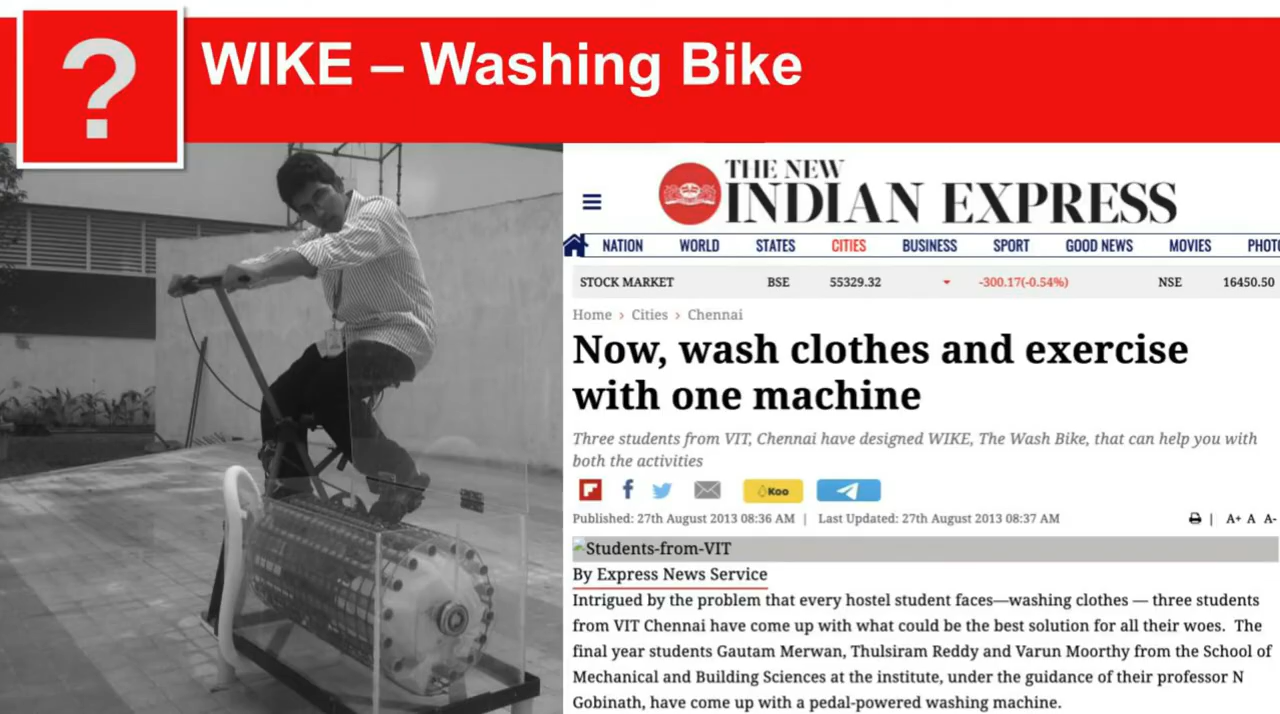 ?
WIKE – Washing Bike
THE NEW
INDIAN EXPRESS
NATION WORLD STATES CITIES BUSINESS SPORT GOOD NEWS MOVIES PHOT
STOCK MARKET BSE 55329.32 -300.17(-0.54%) NSE 16450.50
Home › Cities › Chennai
Now, wash clothes and exercise
with one machine
Three students from VIT, Chennai have designed WIKE, The Wash Bike, that can help you with
both the activities
Koo
Published: 27th August 2013 08:36 AM | Last Updated: 27th August 2013 08:37 AM | A+ A A-
Students-from-VIT
By Express News Service
Intrigued by the problem that every hostel student faces—washing clothes — three students
from VIT Chennai have come up with what could be the best solution for all their woes. The
final year students Gautam Merwan, Thulsiram Reddy and Varun Moorthy from the School of
Mechanical and Building Sciences at the institute, under the guidance of their professor N
Gobinath, have come up with a pedal-powered washing machine.